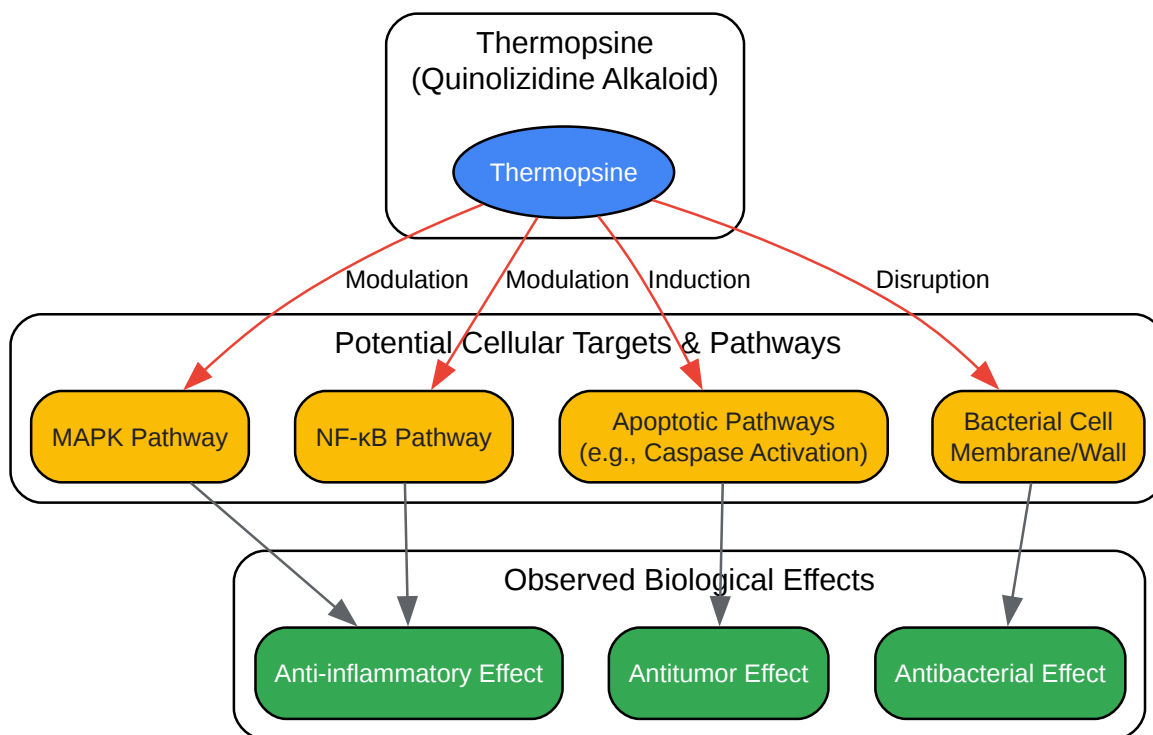 Thermopsine
(Quinolizidine Alkaloid)
Thermopsine
Modulation
Modulation
Induction
Disruption
Potential Cellular Targets & Pathways
MAPK Pathway
NF-κB Pathway
Apoptotic Pathways
(e.g., Caspase Activation)
Bacterial Cell
Membrane/Wall
Observed Biological Effects
Anti-inflammatory Effect
Antitumor Effect
Antibacterial Effect